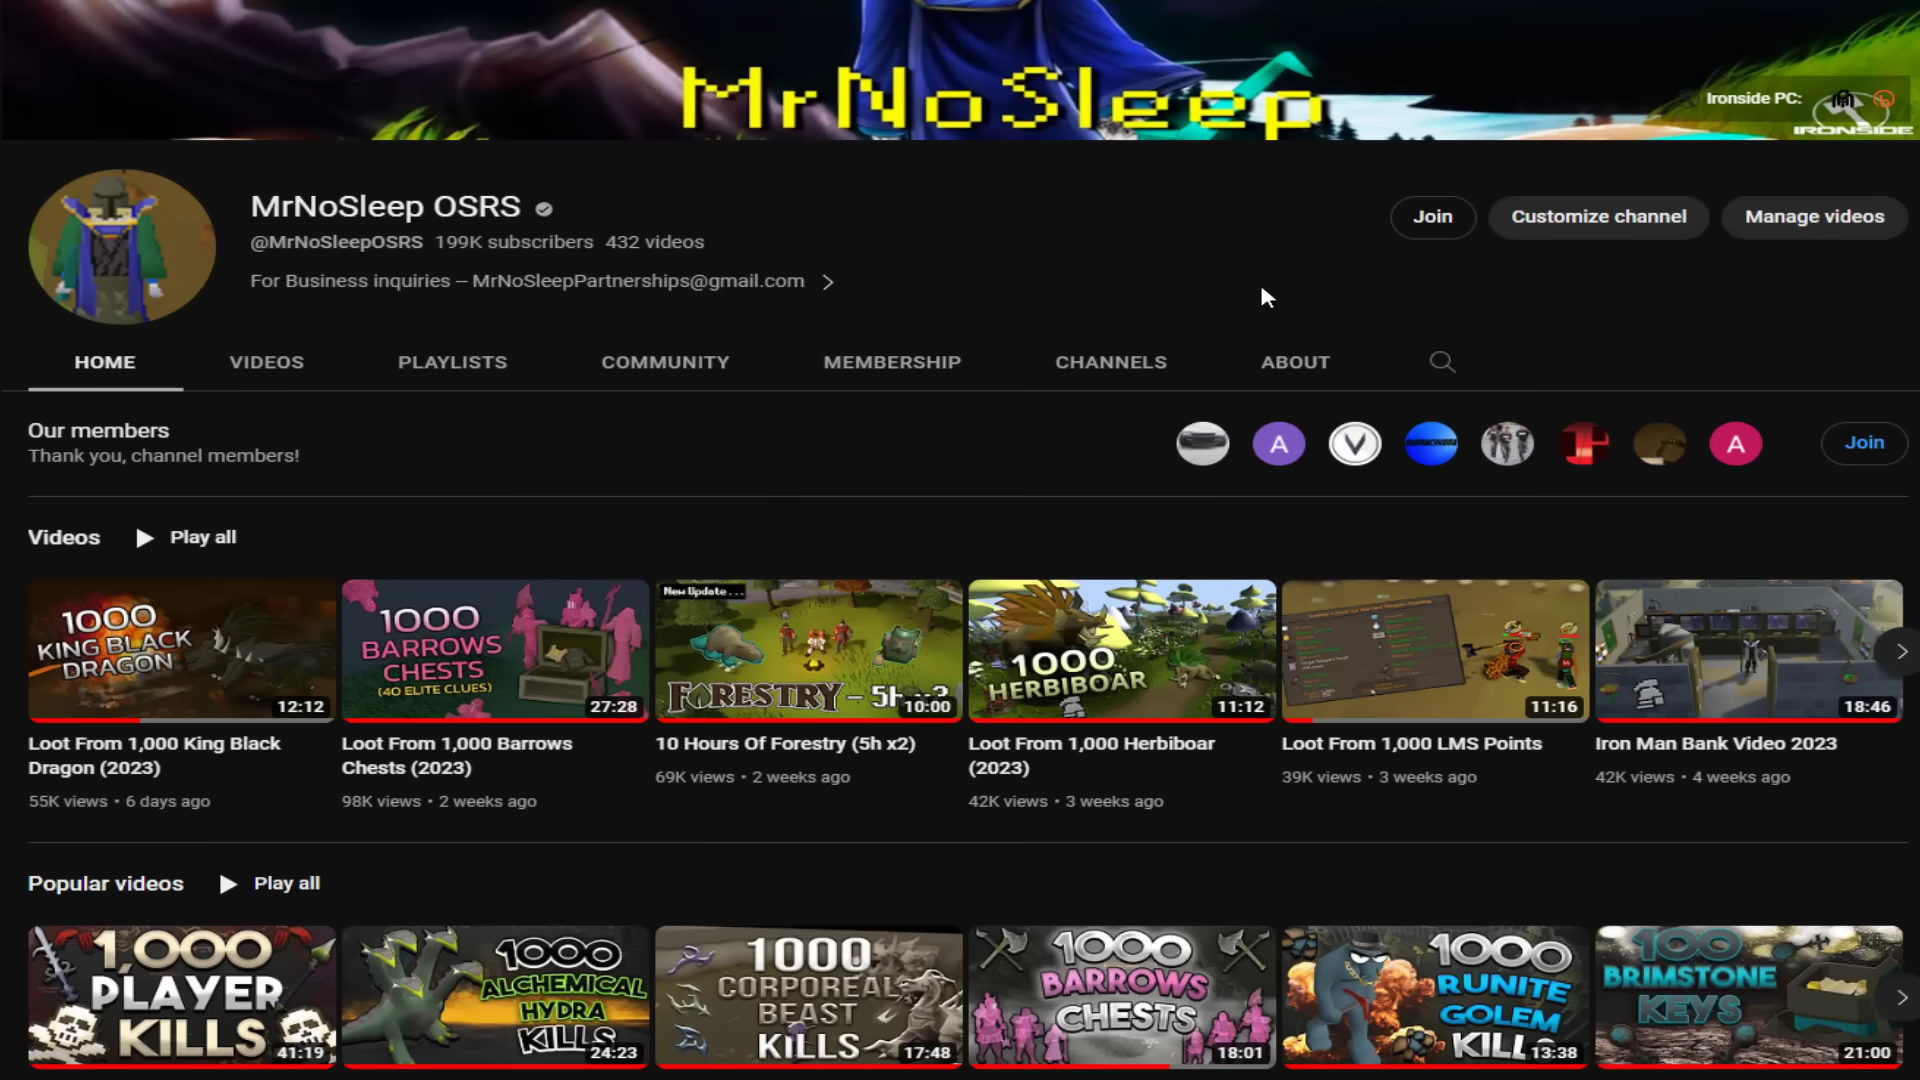 MrNoSleep
Ironside PC:
IRONSIDE
MrNoSleep OSRS
@MrNoSleepOSRS 199K subscribers 432 videos
For Business inquiries – MrNoSleepPartnerships@gmail.com
Join
Customize channel
Manage videos
HOME
VIDEOS
PLAYLISTS
COMMUNITY
MEMBERSHIP
CHANNELS
ABOUT
Our members
Thank you, channel members!
A
V
A
Join
Videos
Play all
1000
KING BLACK
DRAGON
12:12
1000
BARROWS
CHESTS
(40 ELITE CLUES)
27:28
New Update...
FORESTRY – 5h x2
10:00
1000
HERBIBOAR
11:12
11:16
18:46
Loot From 1,000 King Black
Dragon (2023)
55K views • 6 days ago
Loot From 1,000 Barrows
Chests (2023)
98K views • 2 weeks ago
10 Hours Of Forestry (5h x2)
69K views • 2 weeks ago
Loot From 1,000 Herbiboar
(2023)
42K views • 3 weeks ago
Loot From 1,000 LMS Points
39K views • 3 weeks ago
Iron Man Bank Video 2023
42K views • 4 weeks ago
Popular videos
Play all
1,000
PLAYER
KILLS
41:19
1000
ALCHEMICAL
HYDRA
KILLS
24:23
1000
CORPOREAL
BEAST
KILLS
17:48
1000
BARROWS
CHESTS
18:01
1000
RUNITE
GOLEM
KILL
13:38
100
BRIMSTONE
KEYS
21:00